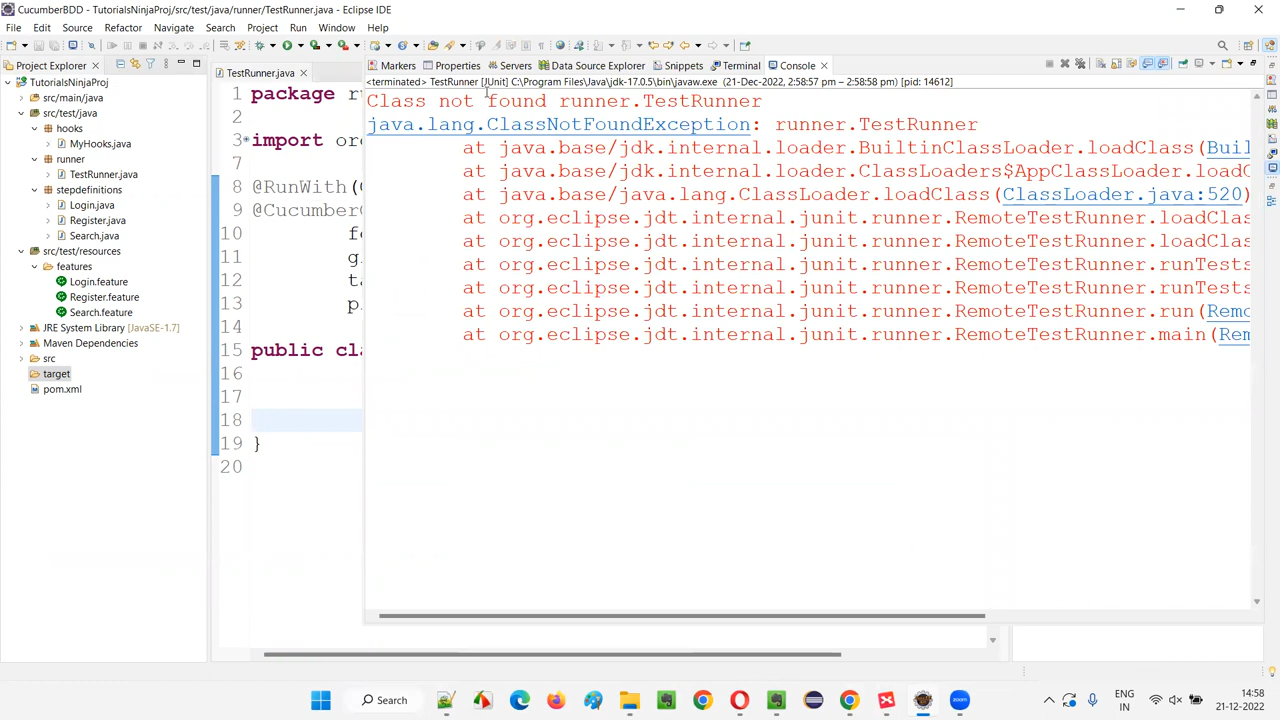 CucumberBDD - TutorialsNinjaProj/src/test/java/runner/TestRunner.java - Eclipse IDE
File Edit Source Refactor Navigate Search Project Run Window Help
Project Explorer
TutorialsNinjaProj
src/main/java
src/test/java
hooks
MyHooks.java
runner
TestRunner.java
stepdefinitions
Login.java
Register.java
Search.java
src/test/resources
features
Login.feature
Register.feature
Search.feature
JRE System Library [JavaSE-1.7]
Maven Dependencies
src
target
pom.xml
TestRunner.java
1 package r
2
3 import or
7
8 @RunWith(
9 @Cucumber
10 fe
11 g
12 ta
13 p
14
15 public cla
16
17
18
19 }
20
Markers Properties Servers Data Source Explorer Snippets Terminal Console
<terminated> TestRunner [JUnit] C:\Program Files\Java\jdk-17.0.5\bin\javaw.exe (21-Dec-2022, 2:58:57 pm – 2:58:58 pm) [pid: 14612]
Class not found runner.TestRunner
java.lang.ClassNotFoundException: runner.TestRunner
at java.base/jdk.internal.loader.BuiltinClassLoader.loadClass(Buil
at java.base/jdk.internal.loader.ClassLoaders$AppClassLoader.loadC
at java.base/java.lang.ClassLoader.loadClass(ClassLoader.java:520)
at org.eclipse.jdt.internal.junit.runner.RemoteTestRunner.loadClas
at org.eclipse.jdt.internal.junit.runner.RemoteTestRunner.loadClas
at org.eclipse.jdt.internal.junit.runner.RemoteTestRunner.runTests
at org.eclipse.jdt.internal.junit.runner.RemoteTestRunner.runTests
at org.eclipse.jdt.internal.junit.runner.RemoteTestRunner.run(Remo
at org.eclipse.jdt.internal.junit.runner.RemoteTestRunner.main(Rem
Search
zoom
ENG
IN
14:58
21-12-2022